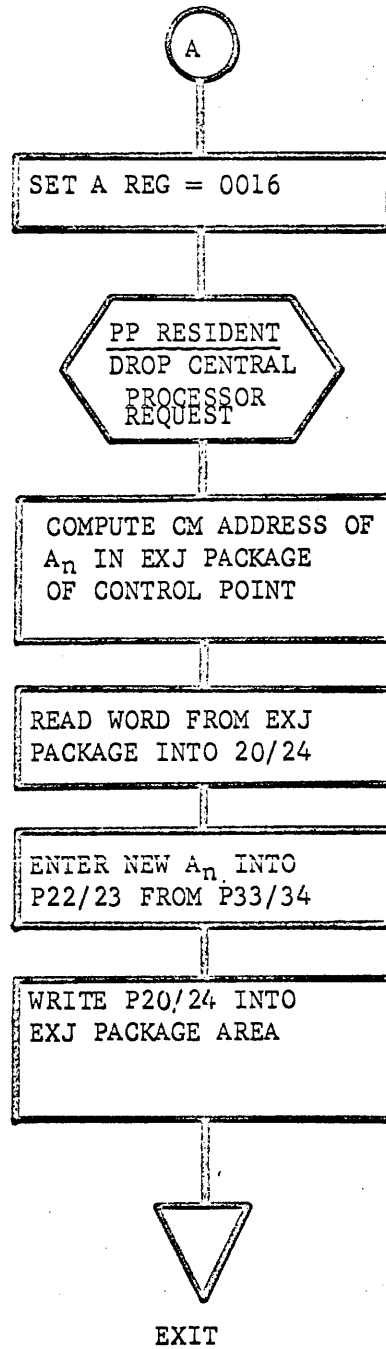 A
SET A REG = 0016
PP RESIDENT
DROP CENTRAL
PROCESSOR
REQUEST
COMPUTE CM ADDRESS OF
An IN EXJ PACKAGE
OF CONTROL POINT
READ WORD FROM EXJ
PACKAGE INTO 20/24
ENTER NEW An INTO
P22/23 FROM P33/34
WRITE P20/24 INTO
EXJ PACKAGE AREA
EXIT